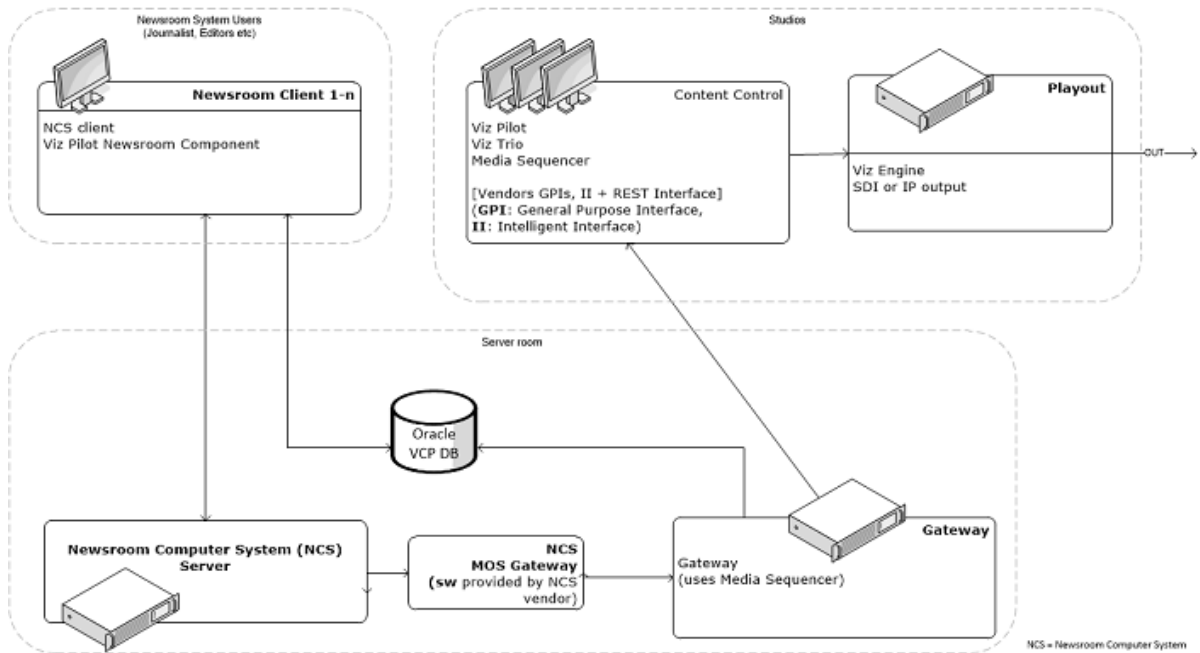 Newsroom System Users
(Journalist, Editors etc)
Newsroom Client 1-n
NCS client
Viz Pilot Newsroom Component
Studios
Content Control
Viz Pilot
Viz Trio
Media Sequencer
[Vendors GPIs, II + REST Interface]
(GPI: General Purpose Interface,
II: Intelligent Interface)
Playout
Viz Engine
SDI or IP output
OUT
Server room
Oracle
VCP DB
Newsroom Computer System (NCS)
Server
NCS
MOS Gateway
(sw provided by NCS
vendor)
Gateway
Gateway
(uses Media Sequencer)
NCS = Newsroom Computer System